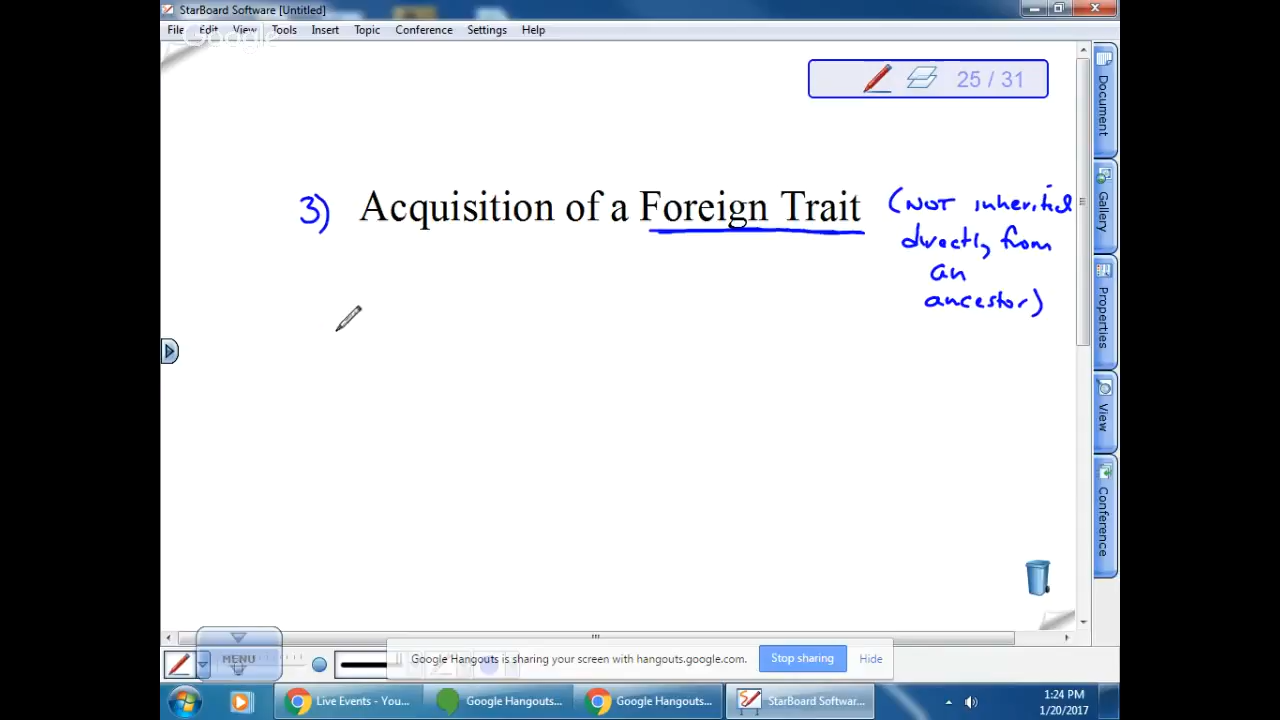 StarBoard Software [Untitled]
File Edit View Tools Insert Topic Conference Settings Help
Google
25 / 31
3) Acquisition of a Foreign Trait (NOT inherited
directly from
an
ancestor)
Document
Gallery
Properties
View
Conference
MENU
Google Hangouts is sharing your screen with hangouts.google.com. Stop sharing Hide
Live Events - You... Google Hangouts... Google Hangouts... StarBoard Softwar...
1:24 PM
1/20/2017